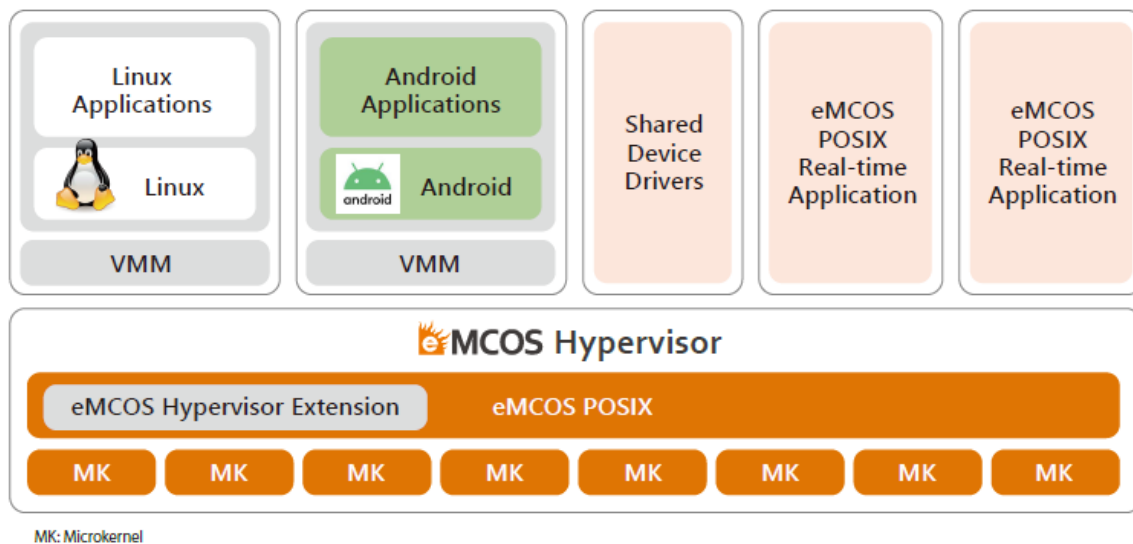 Linux
Applications
Linux
VMM
Android
Applications
android
Android
VMM
Shared
Device
Drivers
eMCOS
POSIX
Real-time
Application
eMCOS
POSIX
Real-time
Application
eMCOS Hypervisor
eMCOS Hypervisor Extension
eMCOS POSIX
MK MK MK MK MK MK MK MK
MK: Microkernel